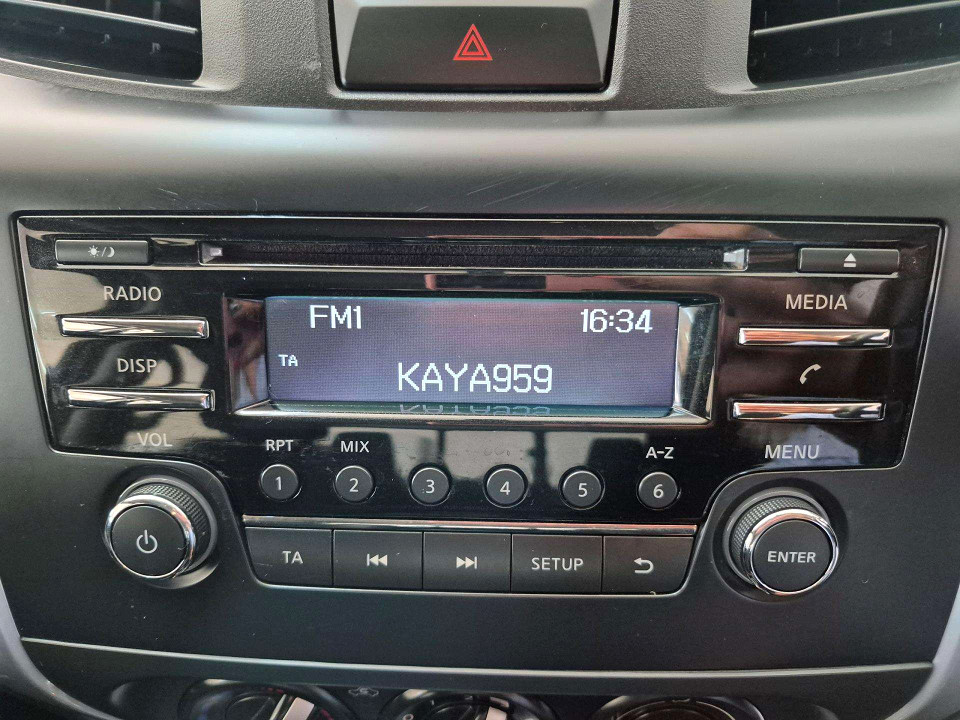 RADIO
MEDIA
FM1
16:34
DISP
TA
KAYA959
VOL
RPT
MIX
A-Z
MENU
1
2
3
4
5
6
TA
SETUP
ENTER